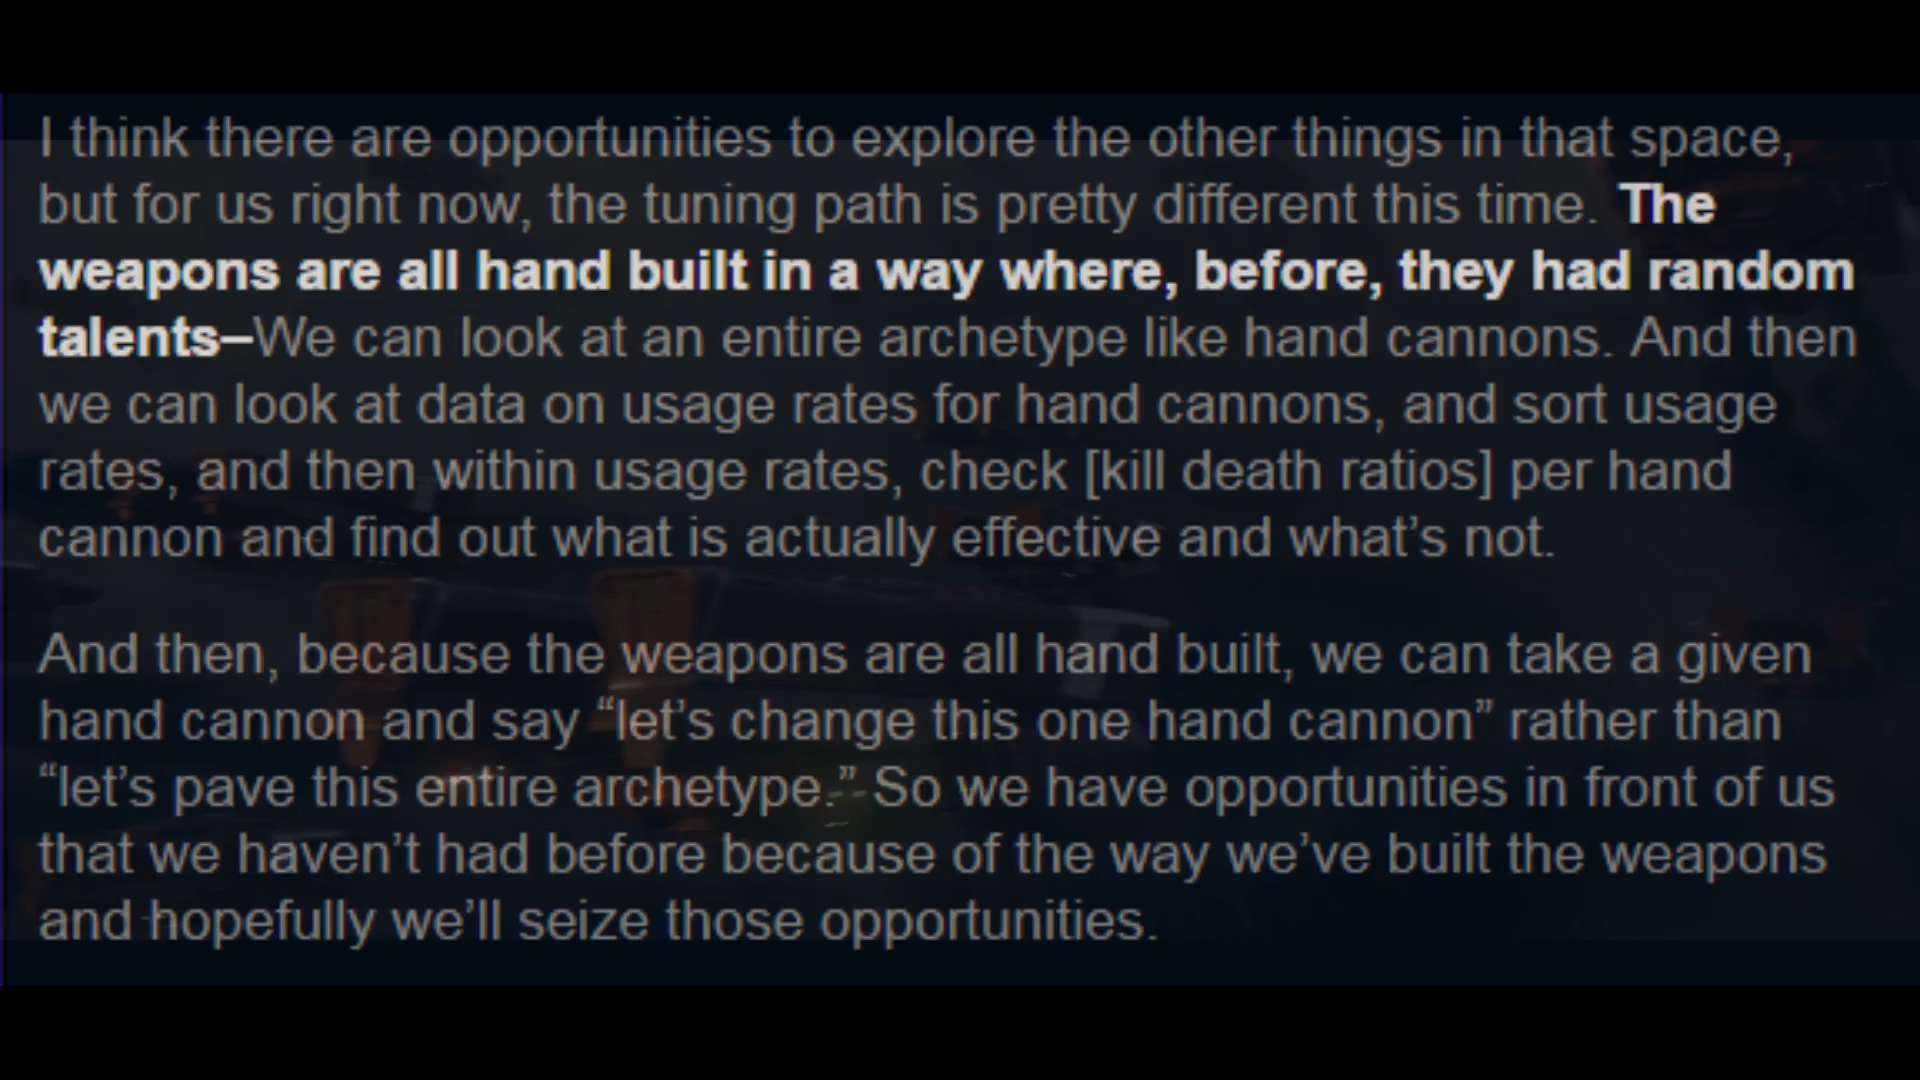 I think there are opportunities to explore the other things in that space,
but for us right now, the tuning path is pretty different this time. The
weapons are all hand built in a way where, before, they had random
talents–We can look at an entire archetype like hand cannons. And then
we can look at data on usage rates for hand cannons, and sort usage
rates, and then within usage rates, check [kill death ratios] per hand
cannon and find out what is actually effective and what’s not.
And then, because the weapons are all hand built, we can take a given
hand cannon and say “let’s change this one hand cannon” rather than
“let’s pave this entire archetype.” So we have opportunities in front of us
that we haven’t had before because of the way we’ve built the weapons
and hopefully we’ll seize those opportunities.